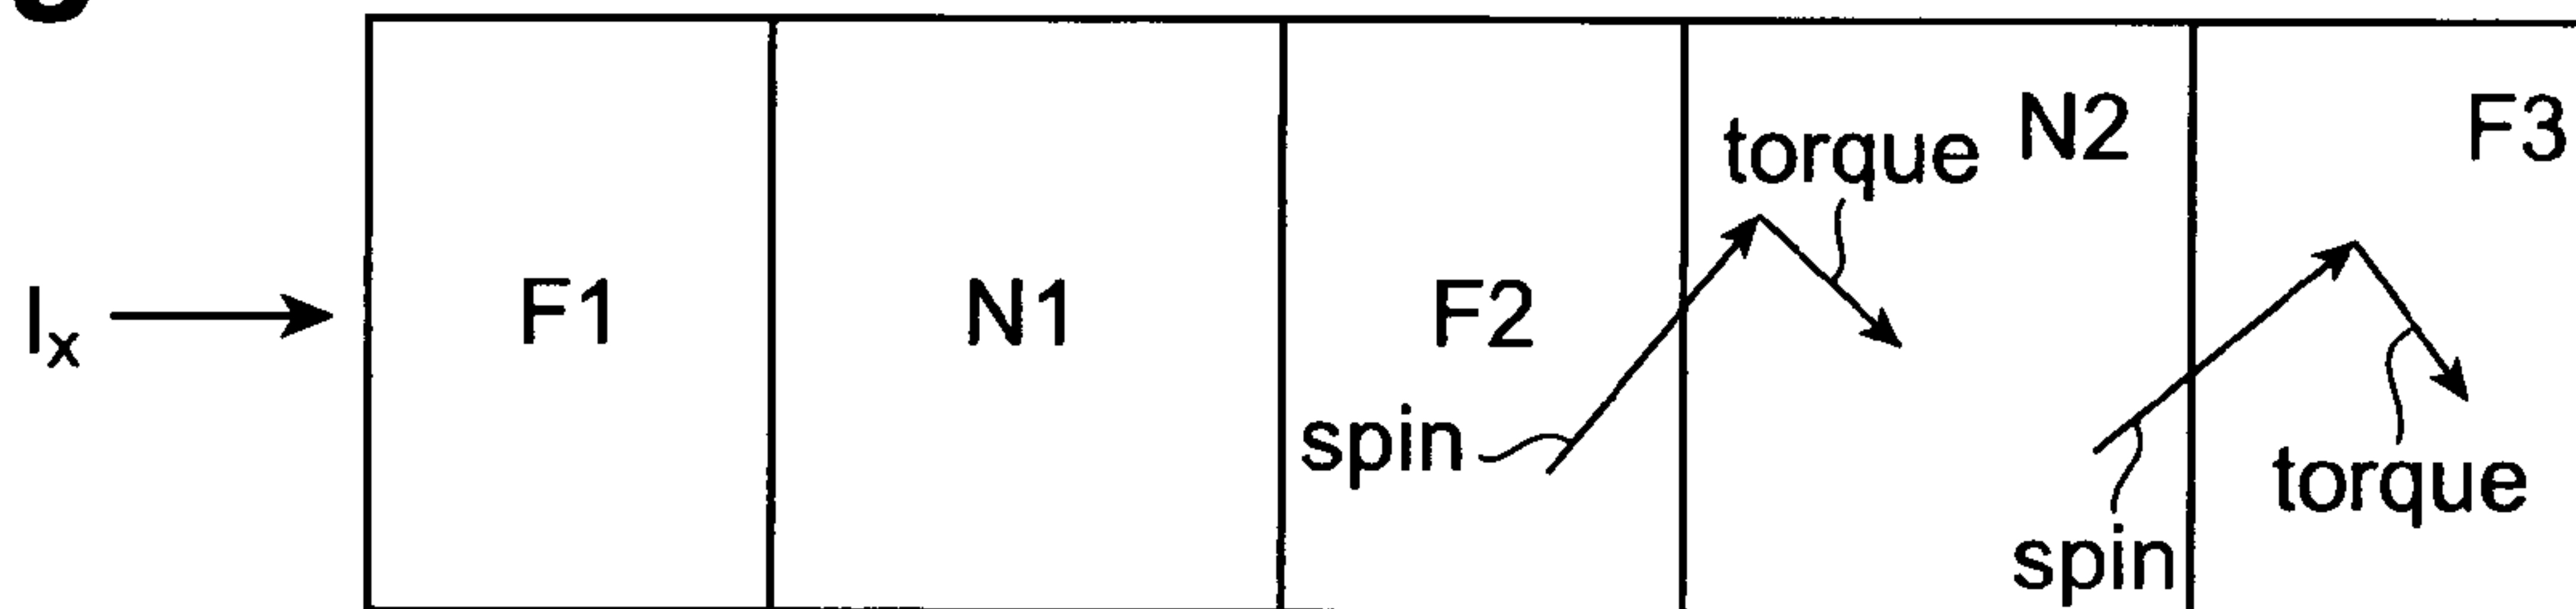 Iₓ
F1
N1
F2
N2
F3
torque
spin
torque
spin